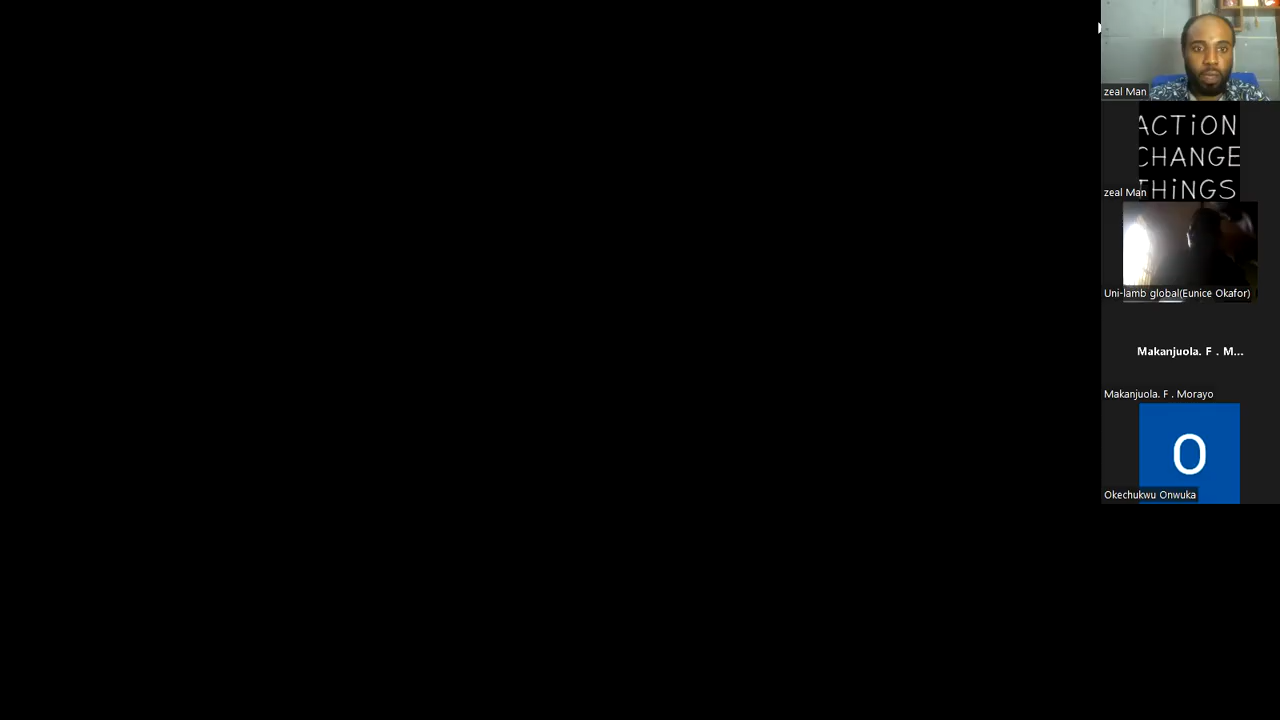 zeal Man
ACTiON
CHANGE
THiNGS
zeal Man
Uni-lamb global(Eunice Okafor)
Makanjuola. F . M...
Makanjuola. F . Morayo
O
Okechukwu Onwuka